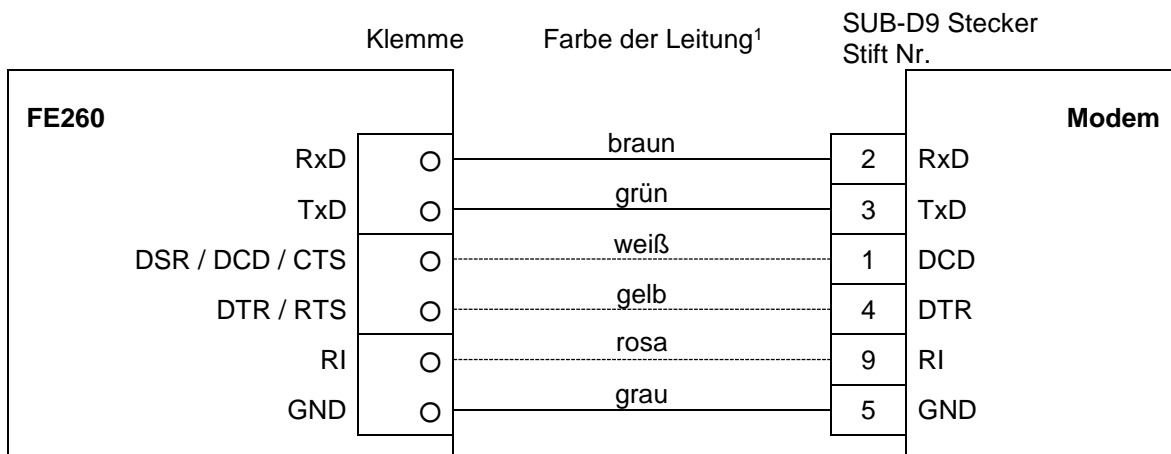 Klemme Farbe der Leitung¹ SUB-D9 Stecker
Stift Nr.
FE260 Modem
RxD braun 2 RxD
TxD grün 3 TxD
DSR / DCD / CTS weiß 1 DCD
DTR / RTS gelb 4 DTR
RI rosa 9 RI
GND grau 5 GND